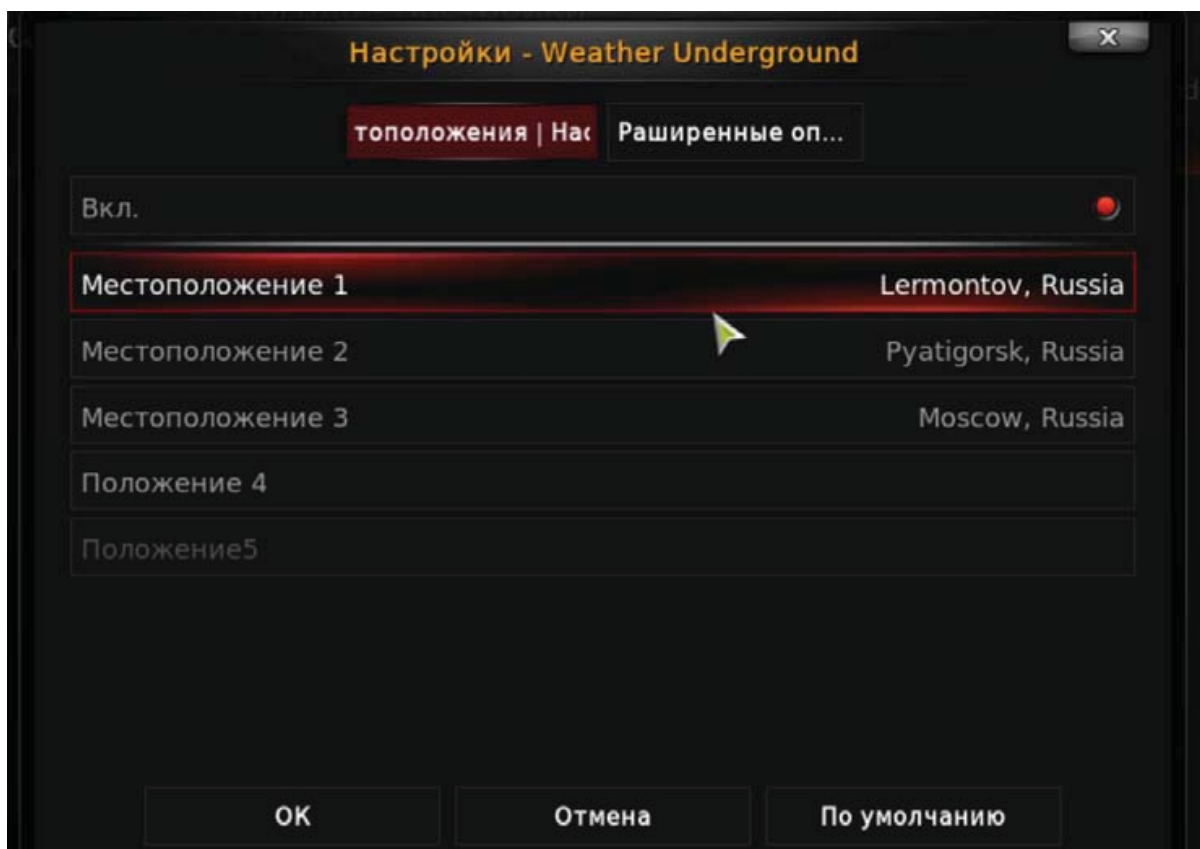 Настройки - Weather Underground
тоположения | Нас
Раширенные оп...
Вкл.
Местоположение 1 Lermontov, Russia
Местоположение 2 Pyatigorsk, Russia
Местоположение 3 Moscow, Russia
Положение 4
Положение5
OK Отмена По умолчанию